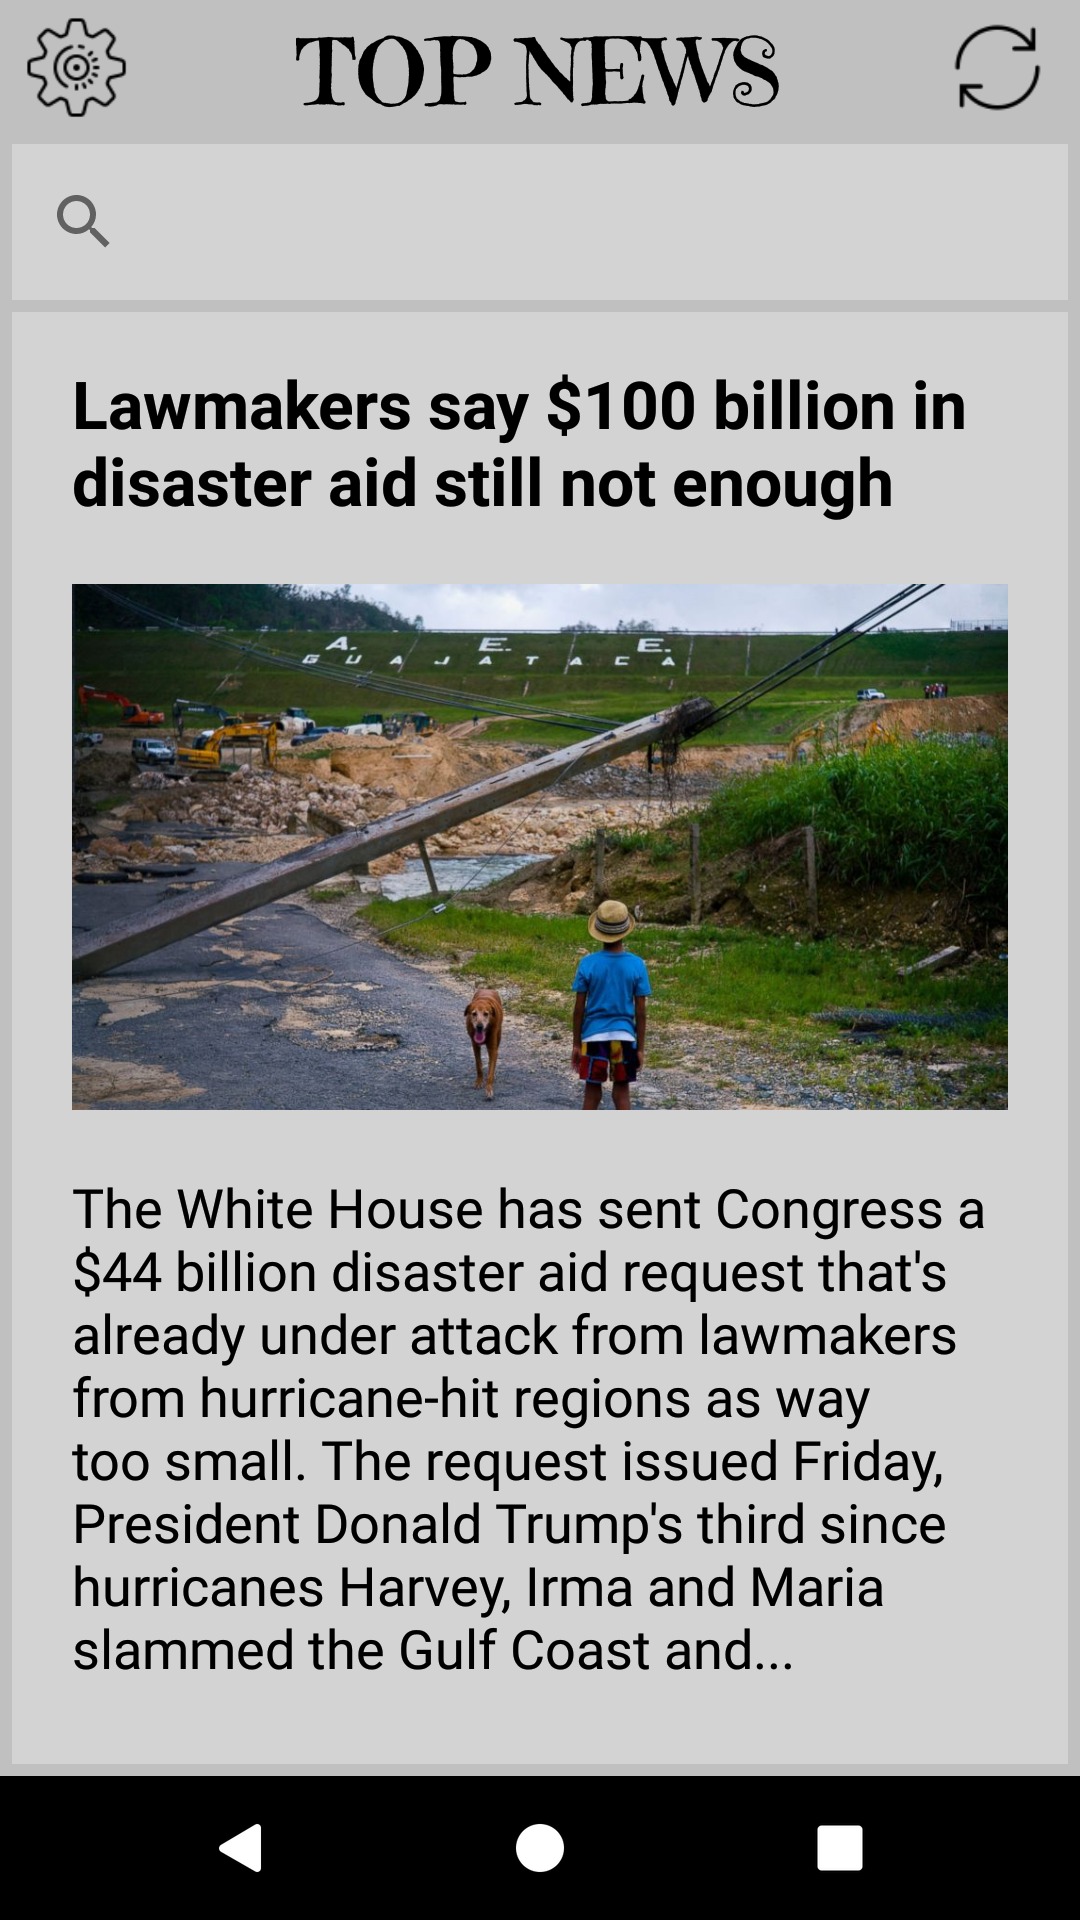 TOP NEWS
Lawmakers say $100 billion in
disaster aid still not enough
A. E. E.
GUAJATACA
The White House has sent Congress a
$44 billion disaster aid request that's
already under attack from lawmakers
from hurricane-hit regions as way
too small. The request issued Friday,
President Donald Trump's third since
hurricanes Harvey, Irma and Maria
slammed the Gulf Coast and...